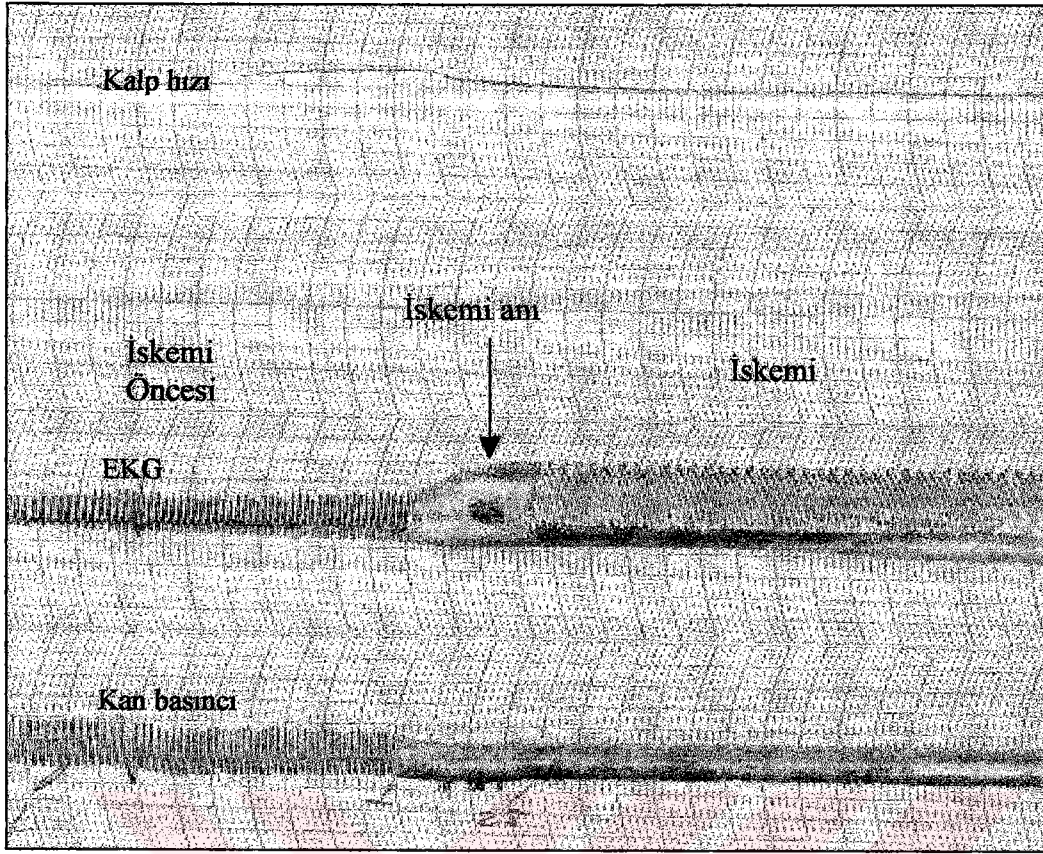 Kalp hızı
İskemi anı
İskemi
Öncesi
İskemi
EKG
Kan basıncı